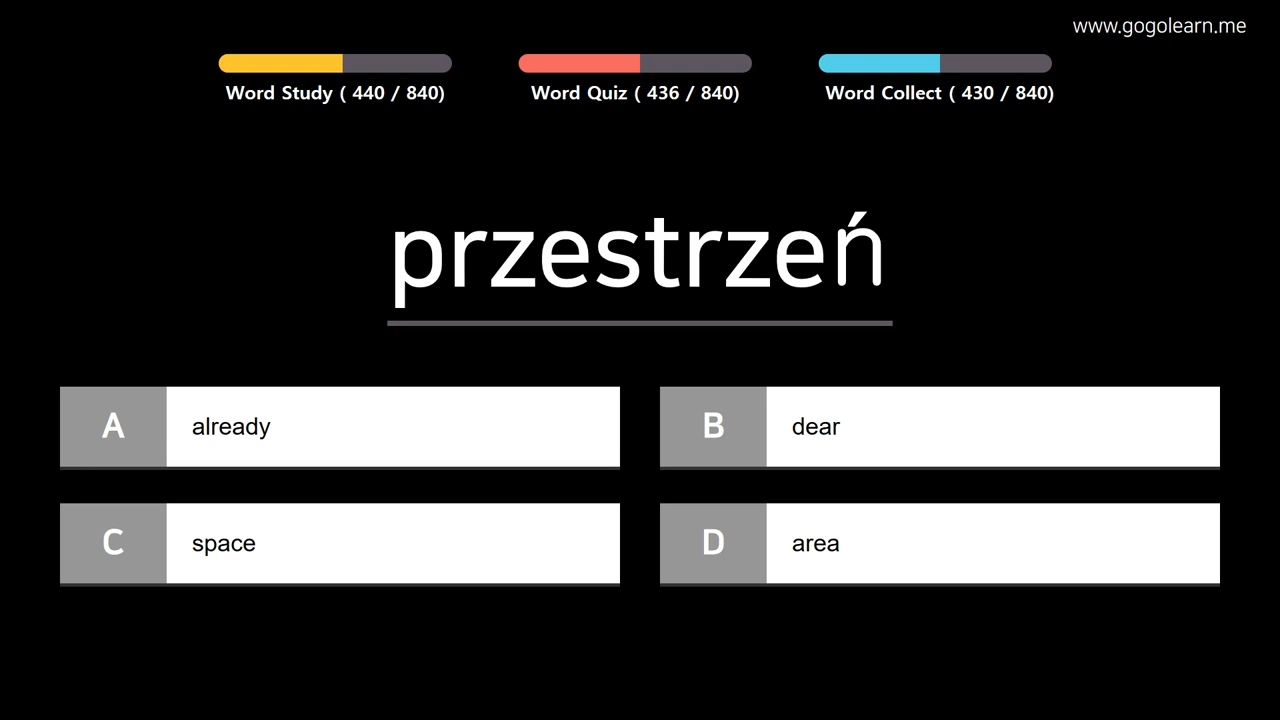 www.gogolearn.me
Word Study ( 440 / 840)
Word Quiz ( 436 / 840)
Word Collect ( 430 / 840)
przestrzeń
A already
B dear
C space
D area